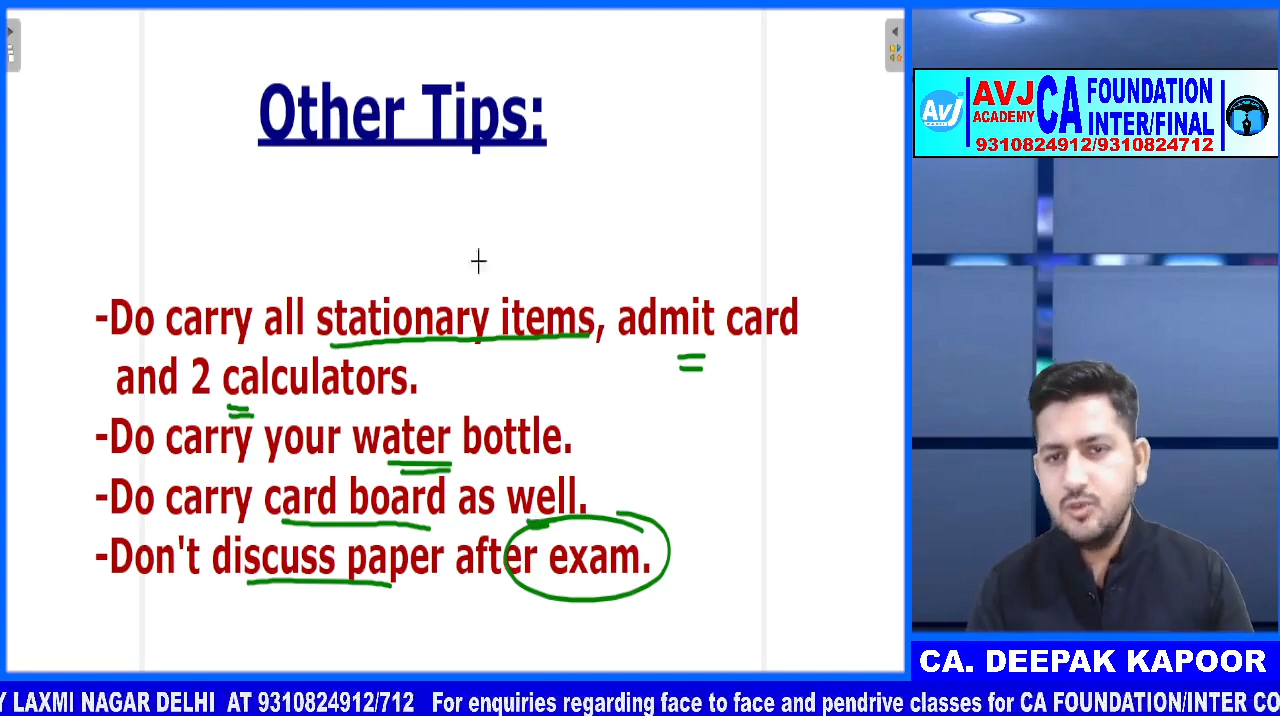 Other Tips:
-Do carry all stationary items, admit card
and 2 calculators.
-Do carry your water bottle.
-Do carry card board as well.
-Don't discuss paper after exam.
AVJ
AVJ
ACADEMY
CA
FOUNDATION
INTER/FINAL
9310824912/9310824712
CA. DEEPAK KAPOOR
Y LAXMI NAGAR DELHI AT 9310824912/712 For enquiries regarding face to face and pendrive classes for CA FOUNDATION/INTER CO